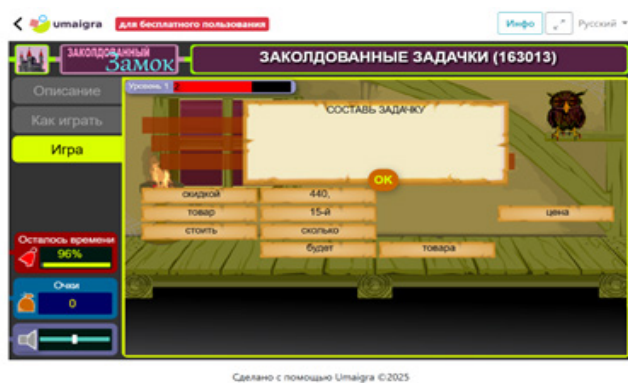 umaigra для бесплатного пользования Инфо Русский
ЗАКОЛДОВАННЫЙ
Замок
ЗАКОЛДОВАННЫЕ ЗАДАЧКИ (163013)
Описание
Как играть
Игра
Уровень 1
СОСТАВЬ ЗАДАЧКУ
OK
скидкой 440,
товар 15-й цена
стоить сколько
будет товара
Осталось времени
96%
Очки
0
Сделано с помощью Umaigra ©2025